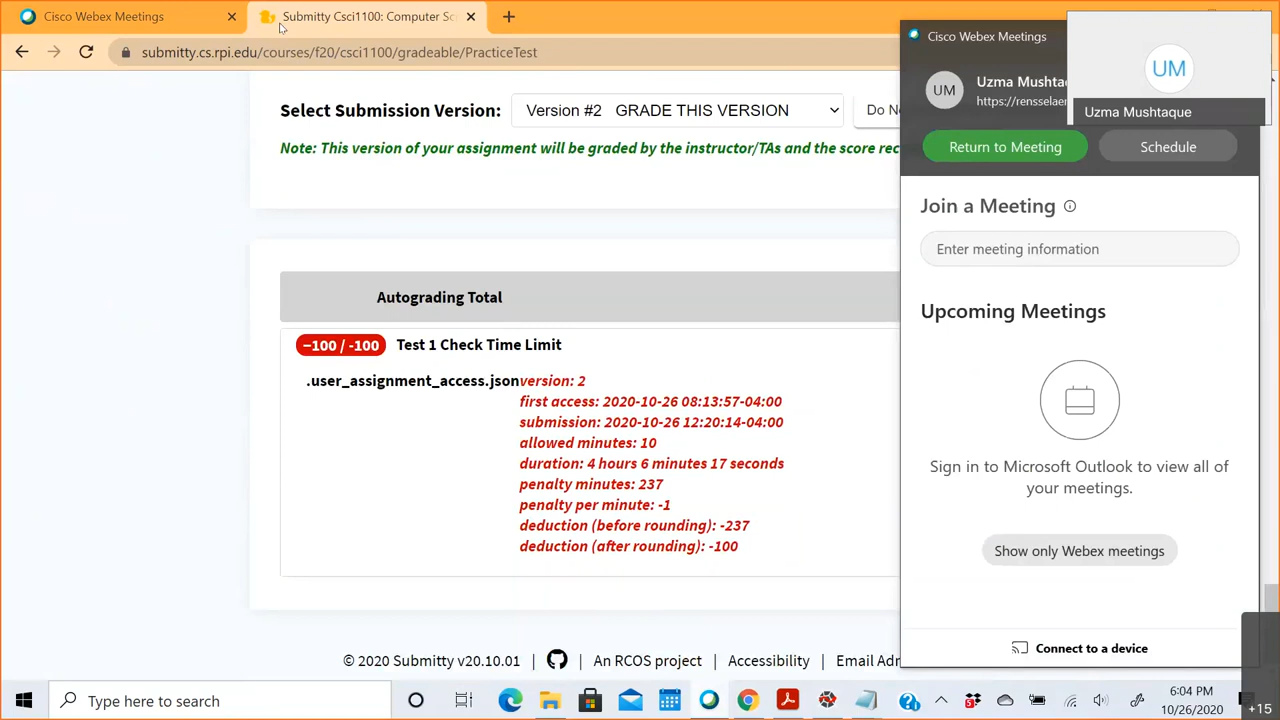 Cisco Webex Meetings
Submitty Csci1100: Computer Sc
submitty.cs.rpi.edu/courses/f20/csci1100/gradeable/PracticeTest
Select Submission Version:
Version #2 GRADE THIS VERSION
Do No
Note: This version of your assignment will be graded by the instructor/TAs and the score rec
Autograding Total
–100 / -100 Test 1 Check Time Limit
.user_assignment_access.json version: 2
first access: 2020-10-26 08:13:57-04:00
submission: 2020-10-26 12:20:14-04:00
allowed minutes: 10
duration: 4 hours 6 minutes 17 seconds
penalty minutes: 237
penalty per minute: -1
deduction (before rounding): -237
deduction (after rounding): -100
© 2020 Submitty v20.10.01 | | An RCOS project | Accessibility | Email Adm
Cisco Webex Meetings
UM
Uzma Mushtaq
https://rensselaer
UM
Uzma Mushtaque
Return to Meeting
Schedule
Join a Meeting
Enter meeting information
Upcoming Meetings
Sign in to Microsoft Outlook to view all of
your meetings.
Show only Webex meetings
Connect to a device
Type here to search
6:04 PM
10/26/2020
+15